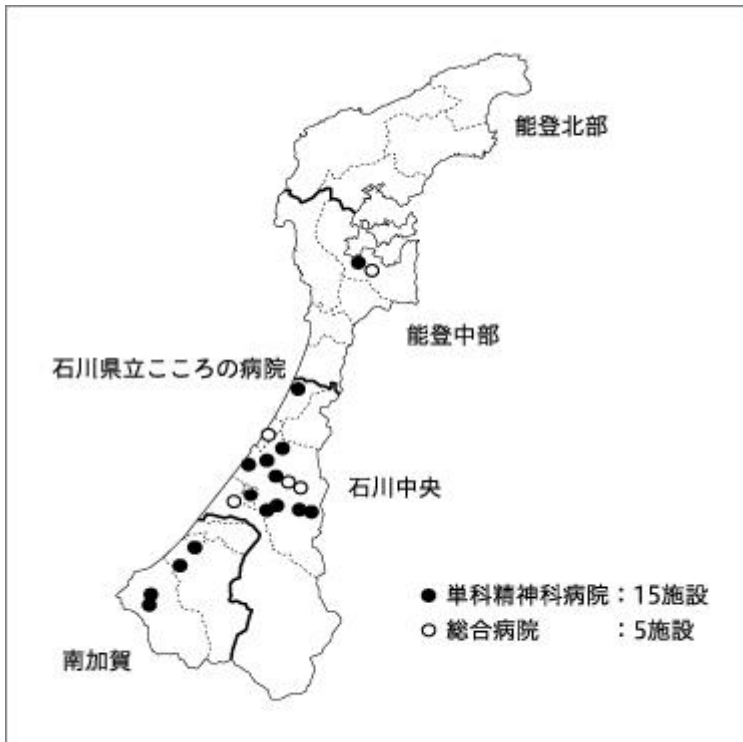 能登北部
能登中部
石川県立こころの病院
石川中央
●単科精神科病院：15施設
○総合病院　　　：5施設
南加賀